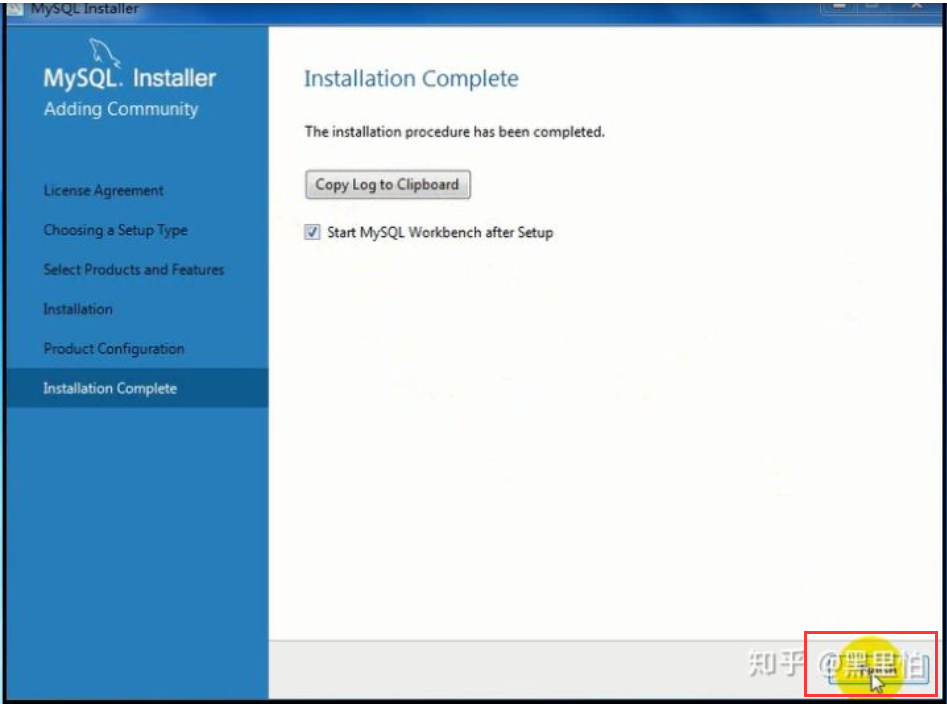 MySQL Installer
MySQL. Installer
Adding Community
License Agreement
Choosing a Setup Type
Select Products and Features
Installation
Product Configuration
Installation Complete
Installation Complete
The installation procedure has been completed.
Copy Log to Clipboard
Start MySQL Workbench after Setup
知乎 @黑里怕